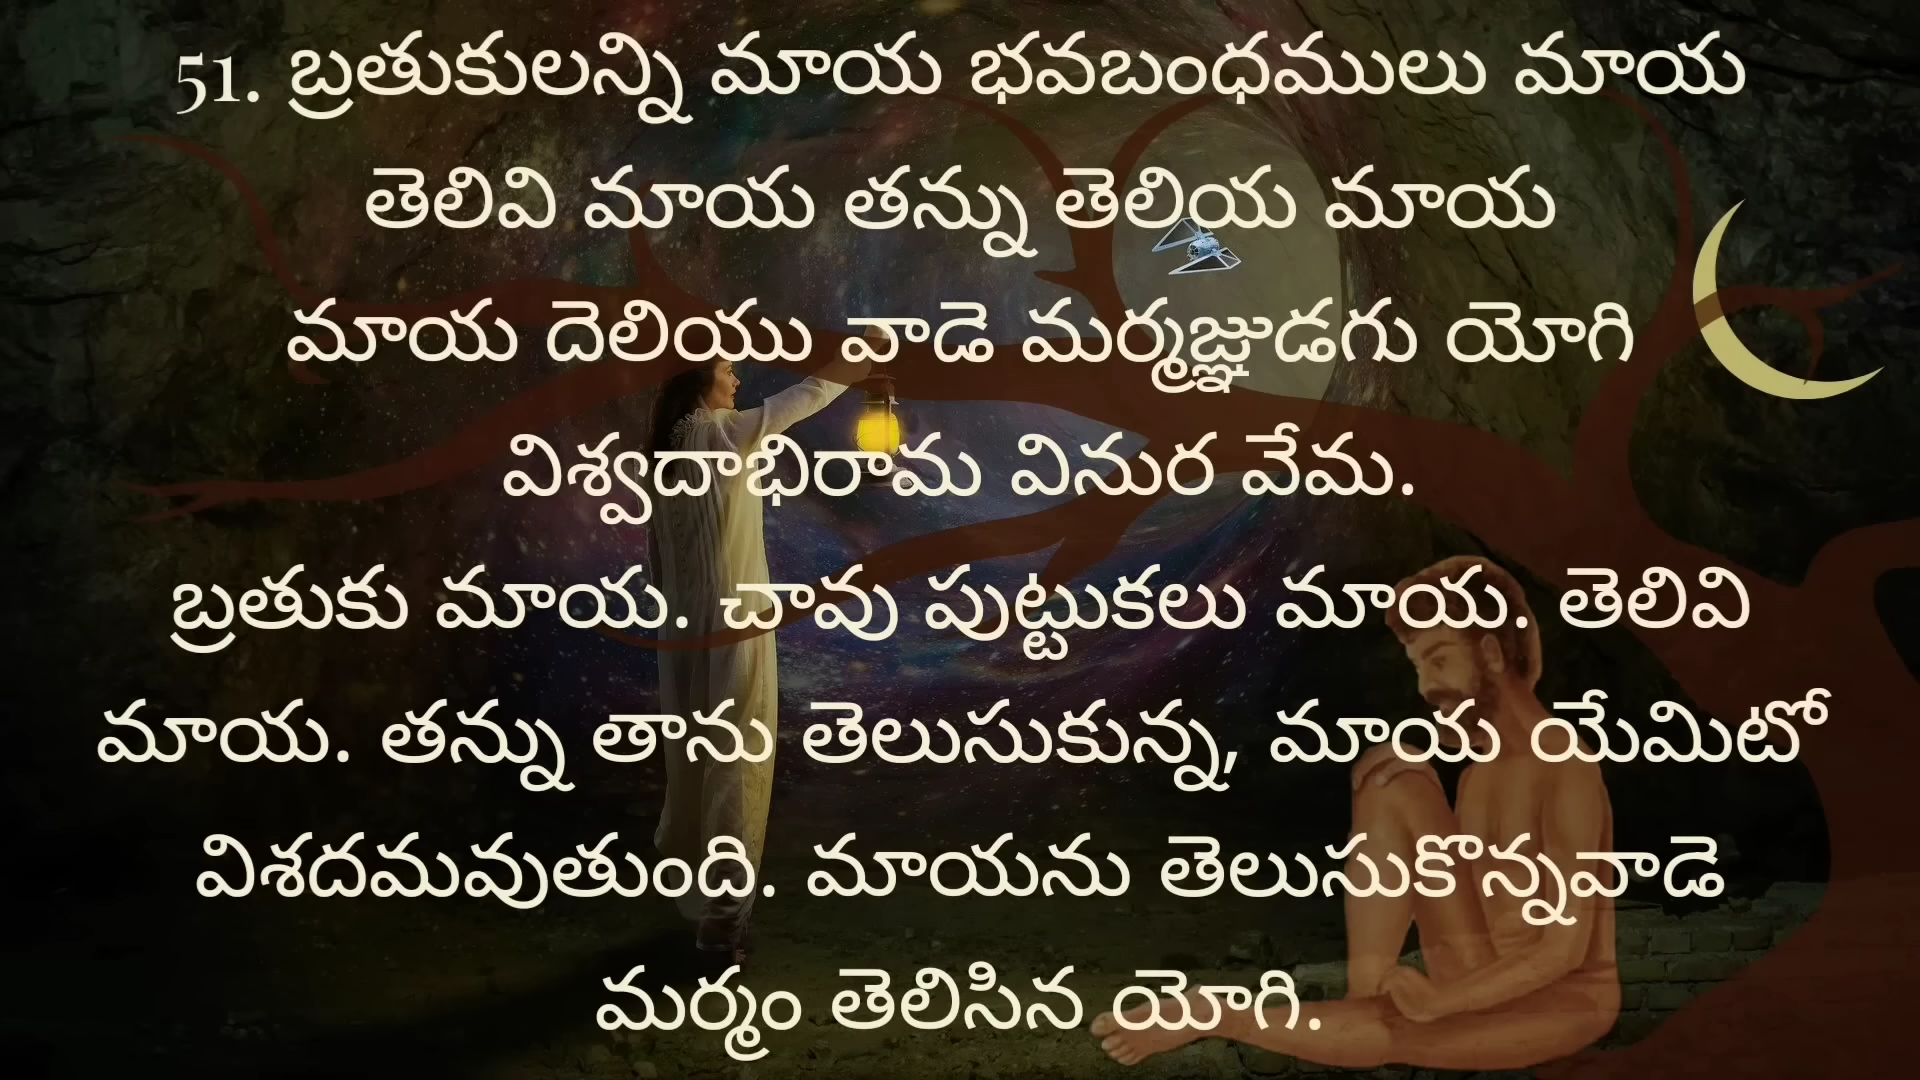 51. బ్రతుకులన్ని మాయ భవబంధములు మాయ
తెలివి మాయ తన్ను తెలియ మాయ
మాయ దెలియు వాడె మర్మజ్ఞుడగు యోగి
విశ్వదాభిరామ వినుర వేమ.
బ్రతుకు మాయ. చావు పుట్టుకలు మాయ. తెలివి
మాయ. తన్ను తాను తెలుసుకున్న, మాయ యేమిటో
విశదమవుతుంది. మాయను తెలుసుకొన్నవాడె
మర్మం తెలిసిన యోగి.